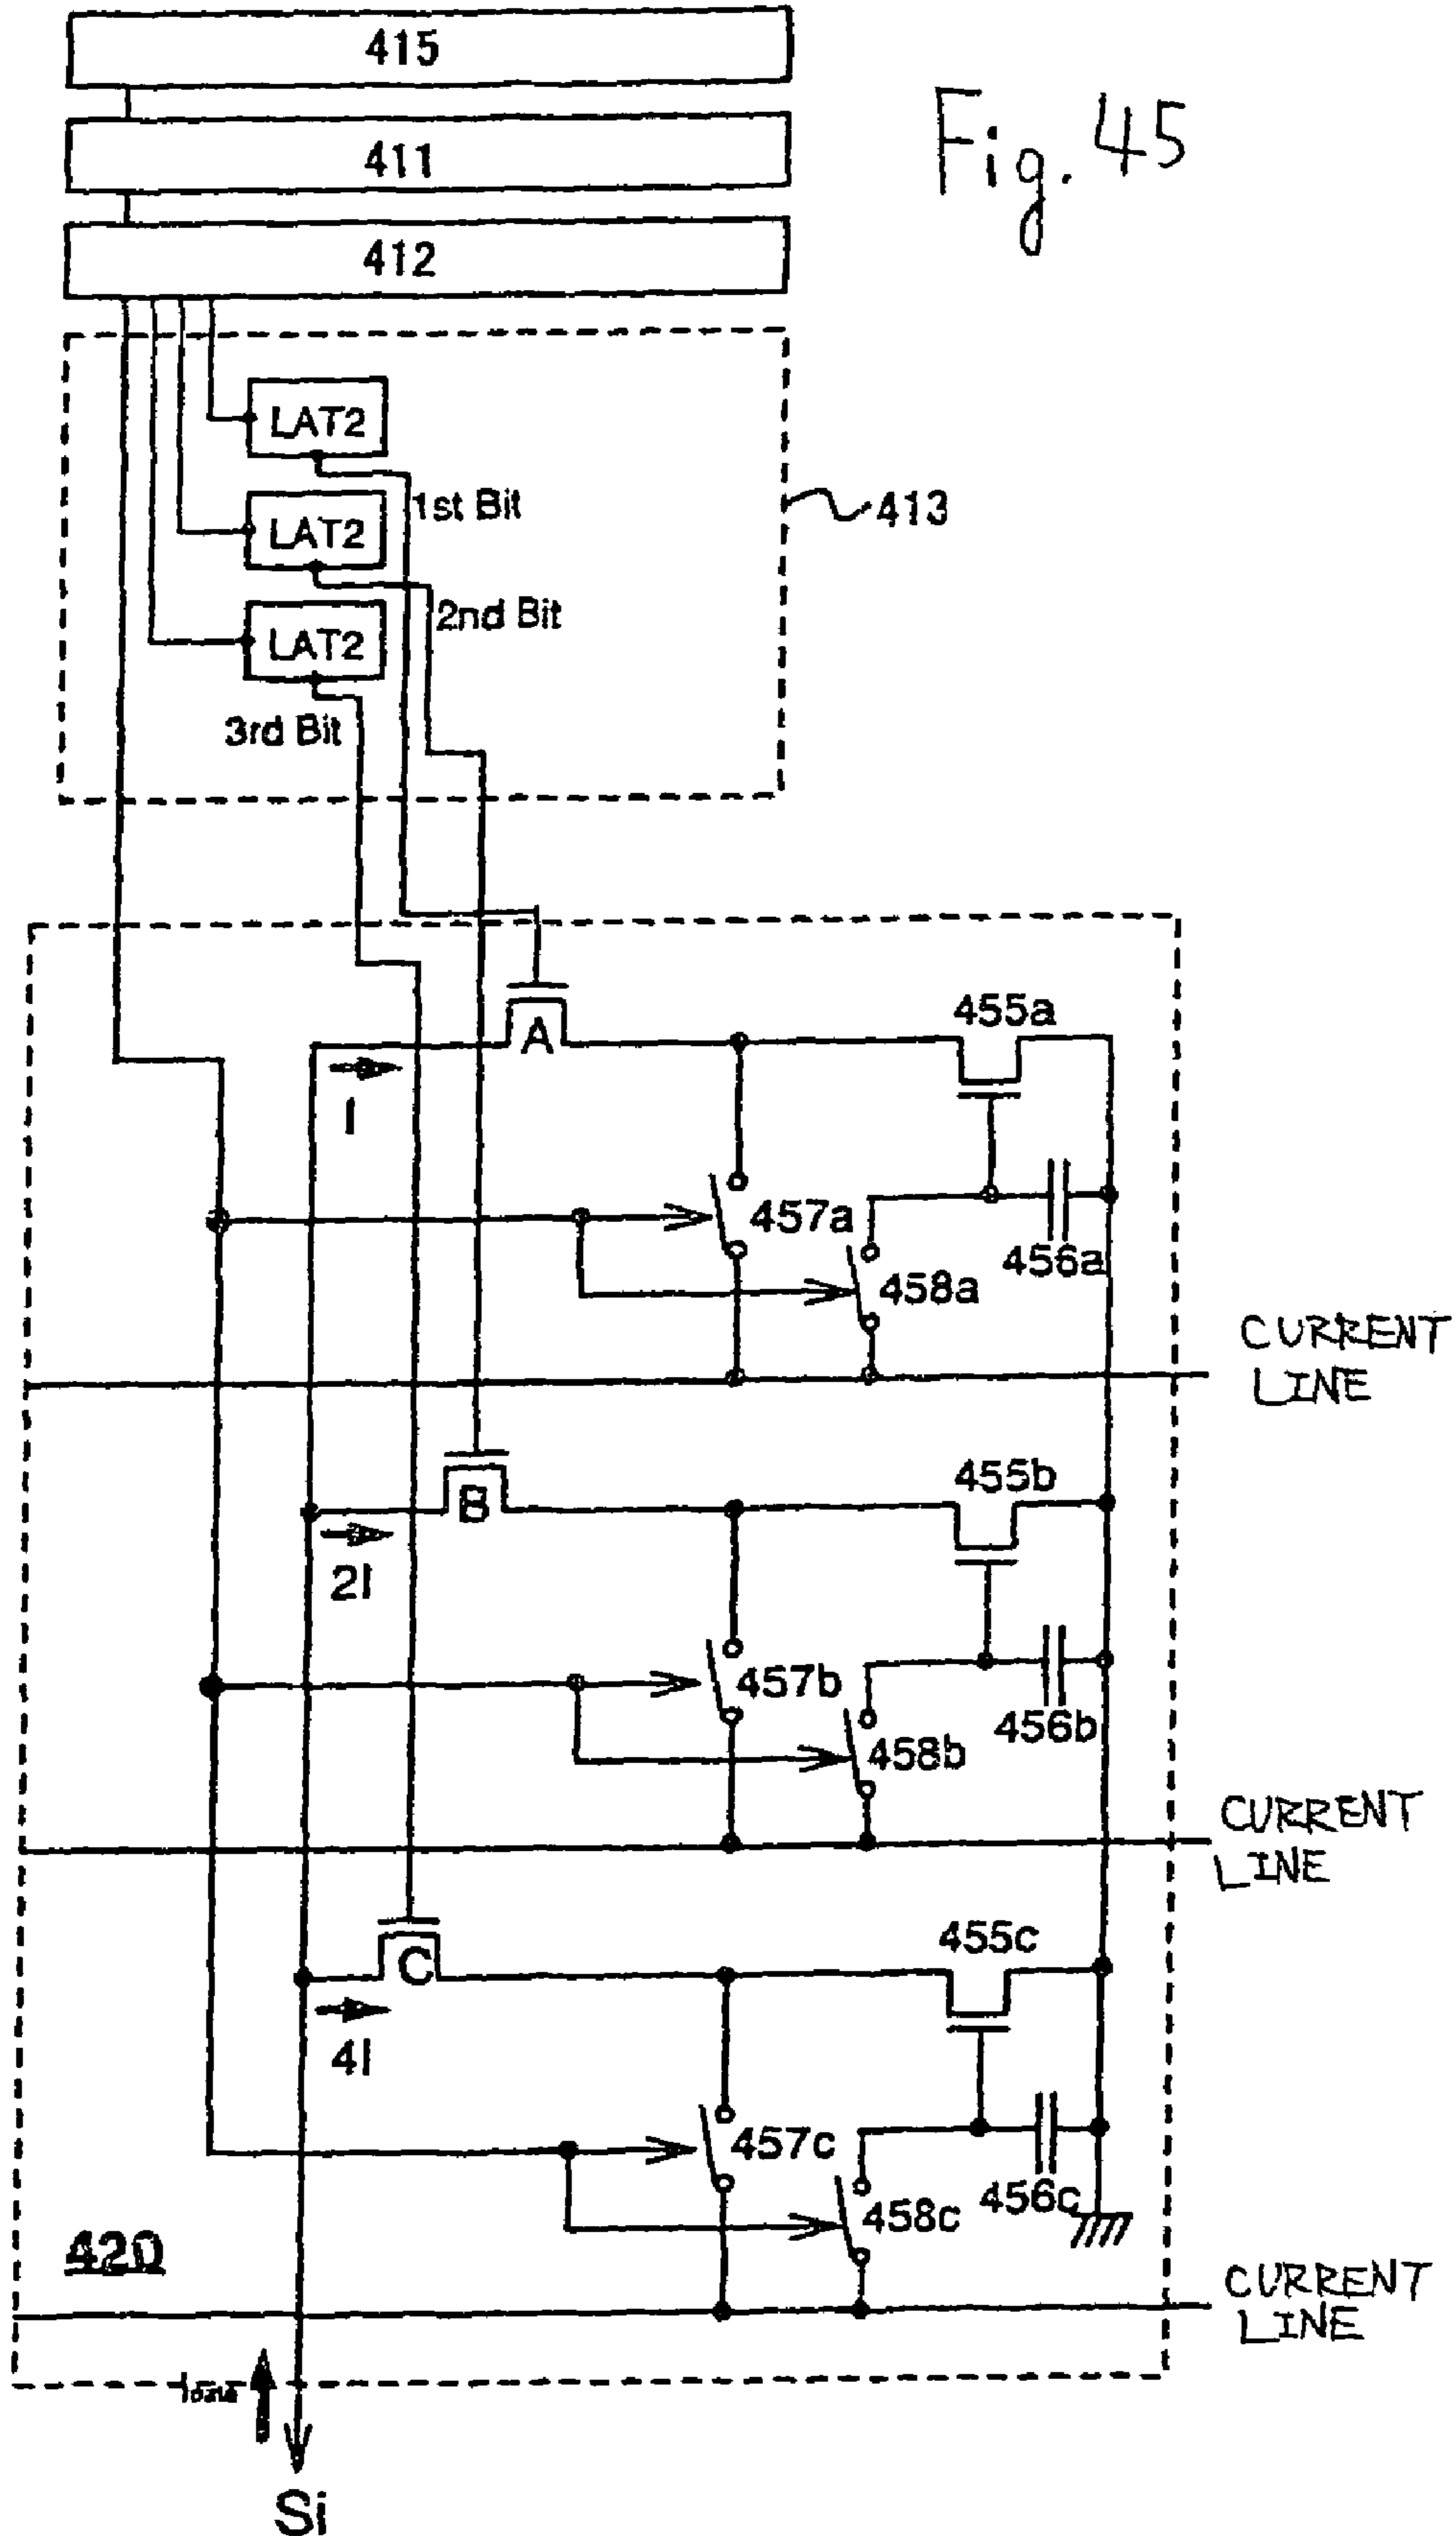 415
Fig. 45
411
412
LAT2
1st Bit
413
LAT2
2nd Bit
LAT2
3rd Bit
A
455a
I
457a
456a
458a
CURRENT
LINE
B
455b
2I
457b
456b
458b
CURRENT
LINE
C
455c
4I
457c
456c
458c
420
CURRENT
LINE
Idata
Si